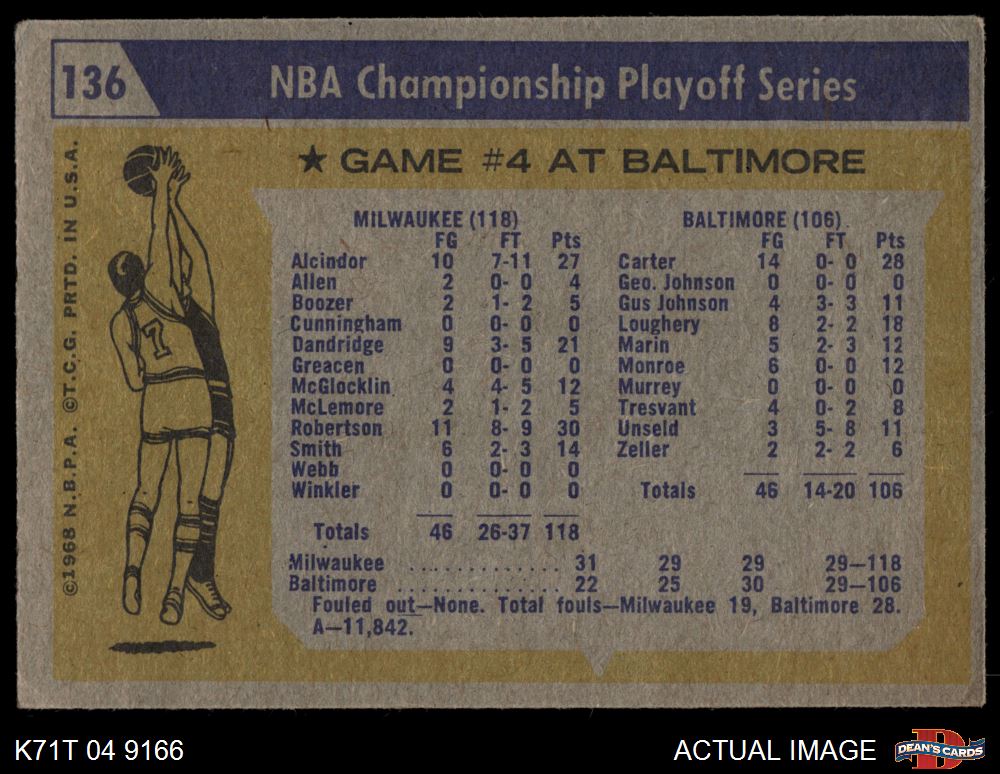 136 NBA Championship Playoff Series
★ GAME #4 AT BALTIMORE
©1968 N.B.P.A. ©T.C.G. PRTD. IN U.S.A.
1
MILWAUKEE (118)
FG FT Pts
Alcindor 10 7-11 27
Allen 2 0- 0 4
Boozer 2 1- 2 5
Cunningham 0 0- 0 0
Dandridge 9 3- 5 21
Greacen 0 0- 0 0
McGlocklin 4 4- 5 12
McLemore 2 1- 2 5
Robertson 11 8- 9 30
Smith 6 2- 3 14
Webb 0 0- 0 0
Winkler 0 0- 0 0
Totals 46 26-37 118
BALTIMORE (106)
FG FT Pts
Carter 14 0- 0 28
Geo. Johnson 0 0- 0 0
Gus Johnson 4 3- 3 11
Loughery 8 2- 2 18
Marin 5 2- 3 12
Monroe 6 0- 0 12
Murrey 0 0- 0 0
Tresvant 4 0- 2 8
Unseld 3 5- 8 11
Zeller 2 2- 2 6
Totals 46 14-20 106
Milwaukee ............ 31 29 29 29—118
Baltimore ............. 22 25 30 29—106
Fouled out—None. Total fouls—Milwaukee 19, Baltimore 28.
A—11,842.
K71T 04 9166 ACTUAL IMAGE D DEAN'S CARDS